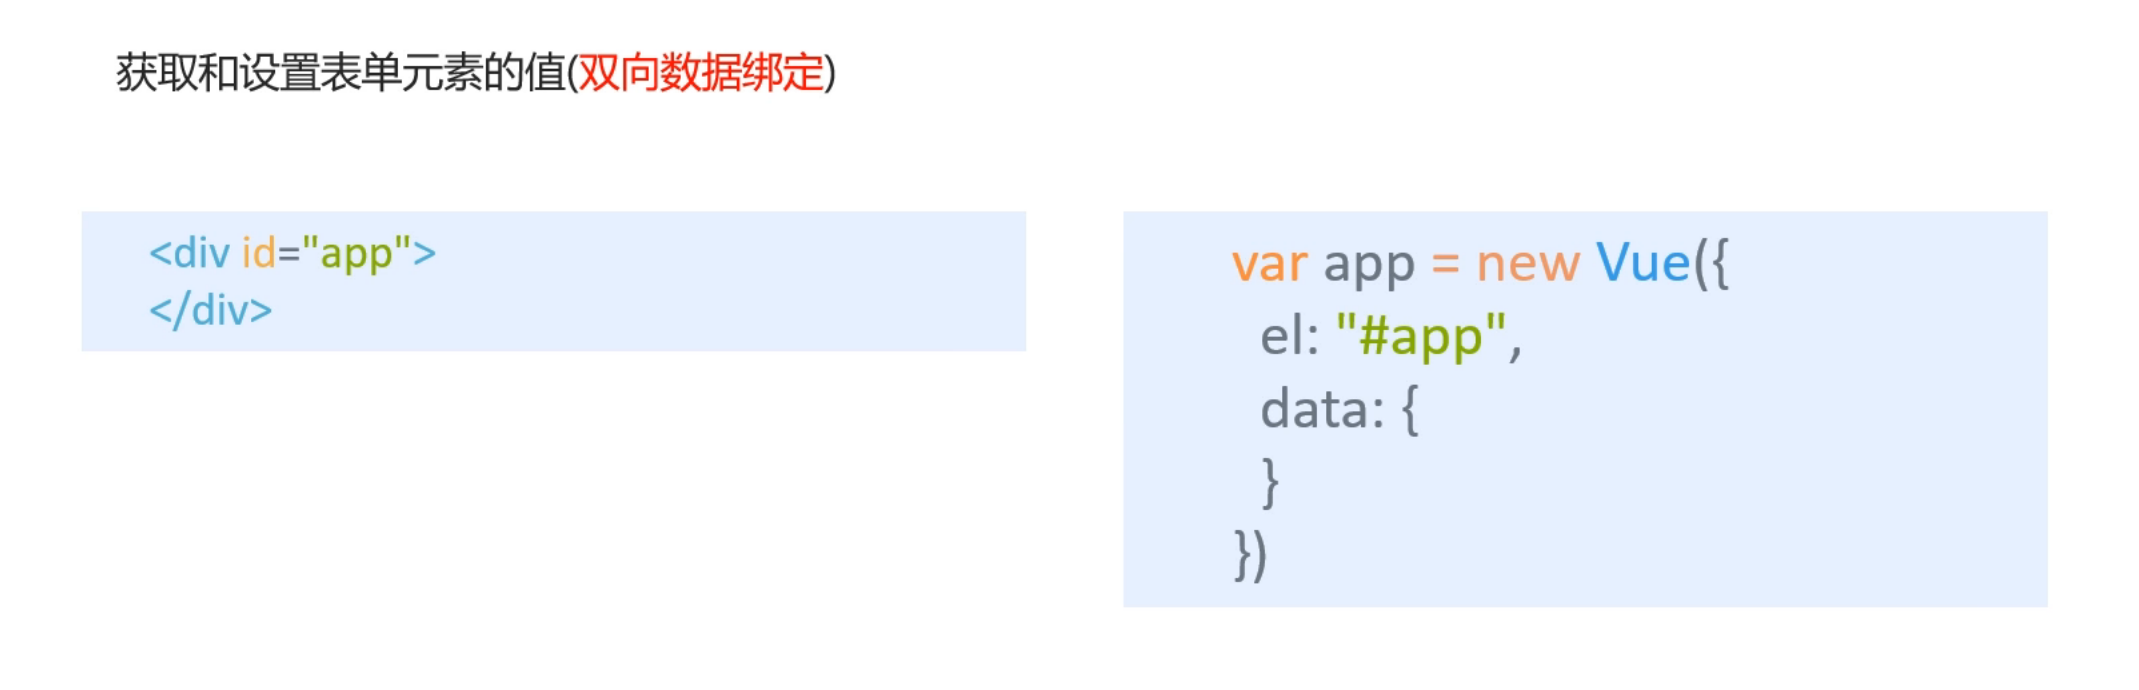 获取和设置表单元素的值(双向数据绑定)
<div id="app">
</div>
var app = new Vue({
el: "#app",
data: {
}
})